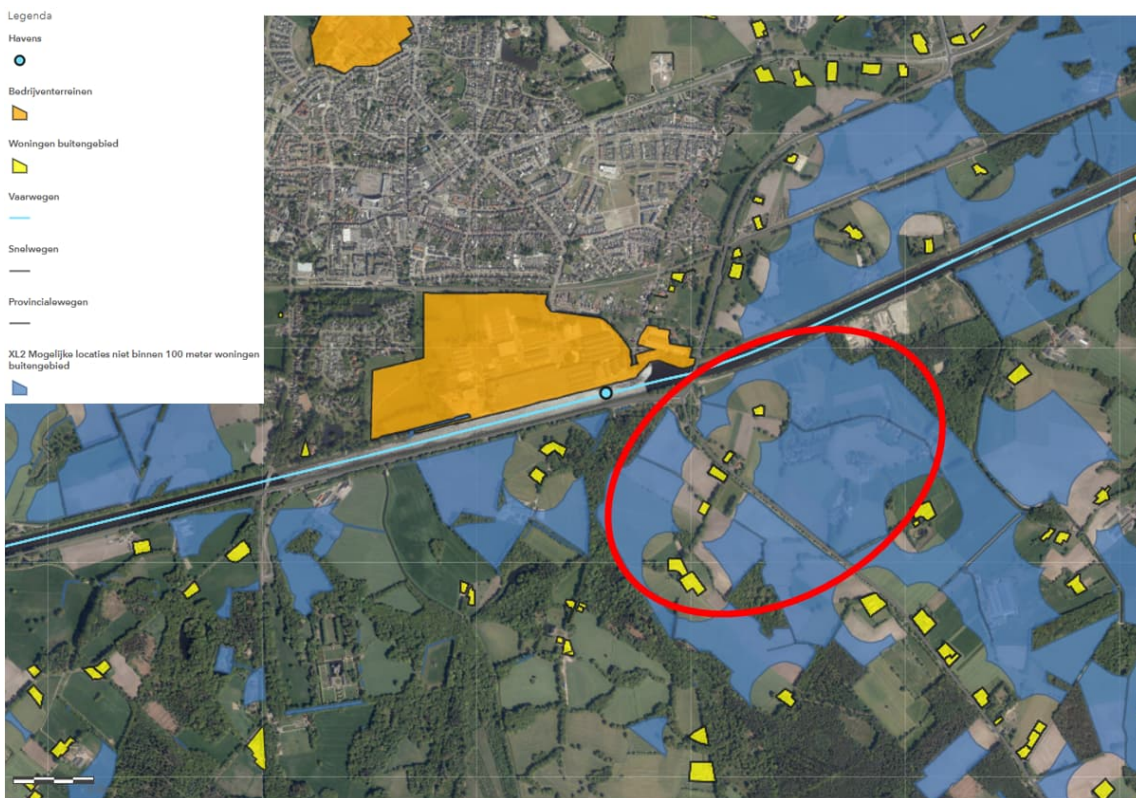 Legenda
Havens
Bedrijventerreinen
Woningen buitengebied
Vaarwegen
Snelwegen
Provincialewegen
XL2 Mogelijke locaties niet binnen 100 meter woningen
buitengebied